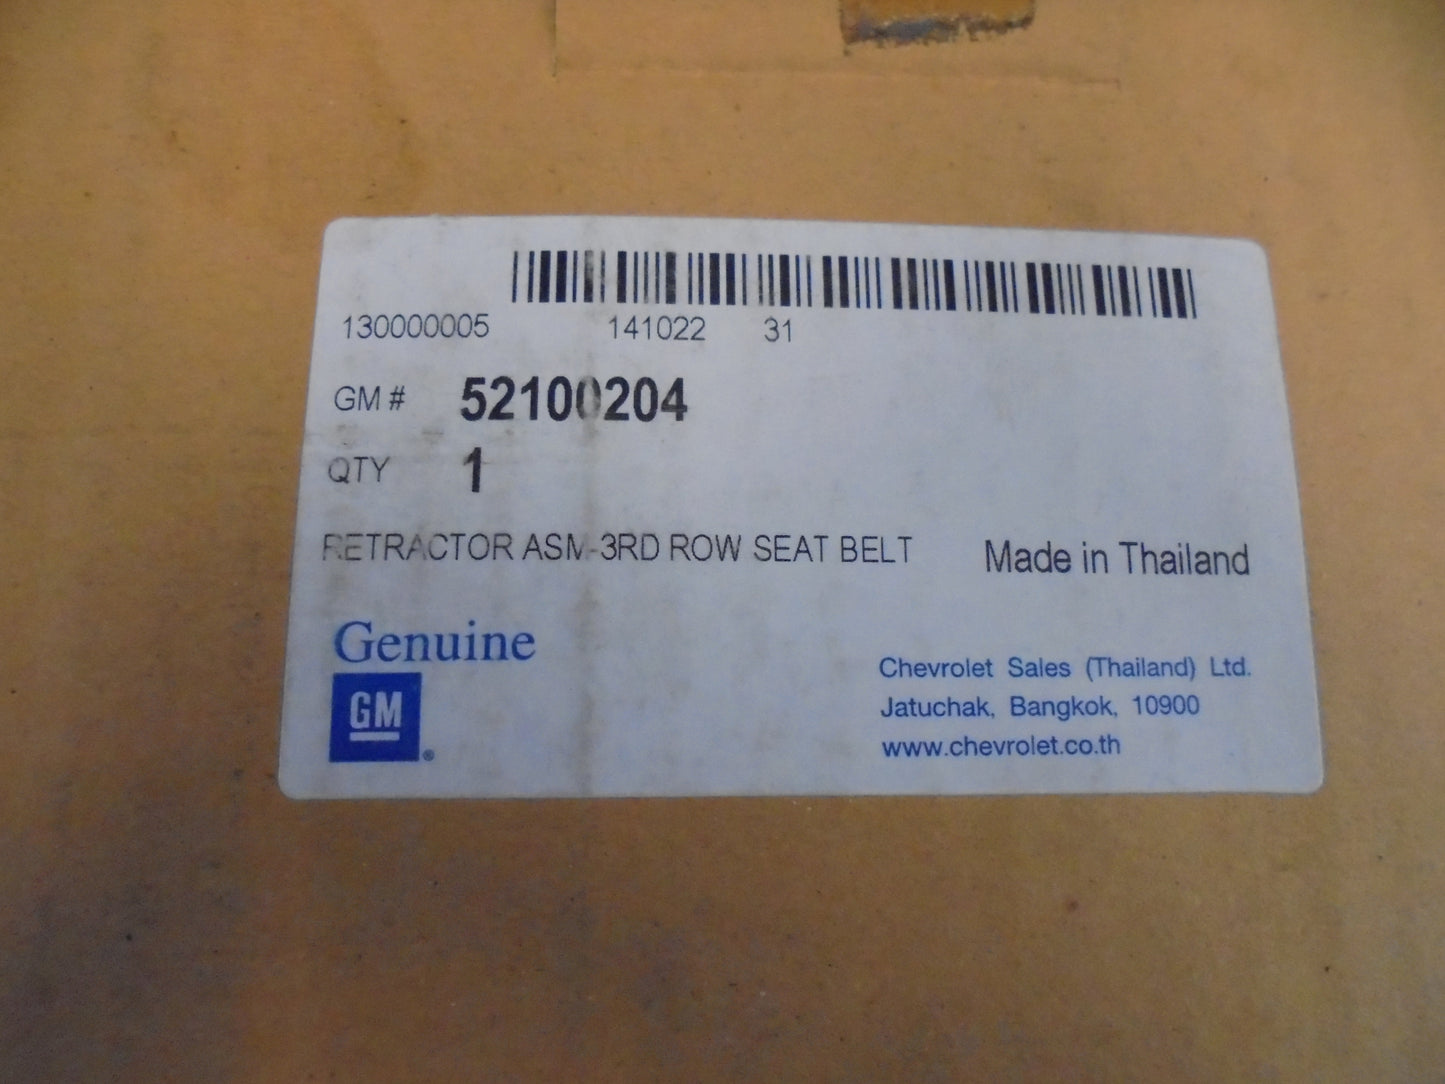 130000005 141022 31
GM # 52100204
QTY 1
RETRACTOR ASM-3RD ROW SEAT BELT Made in Thailand
Genuine
GM®
Chevrolet Sales (Thailand) Ltd.
Jatuchak, Bangkok, 10900
www.chevrolet.co.th